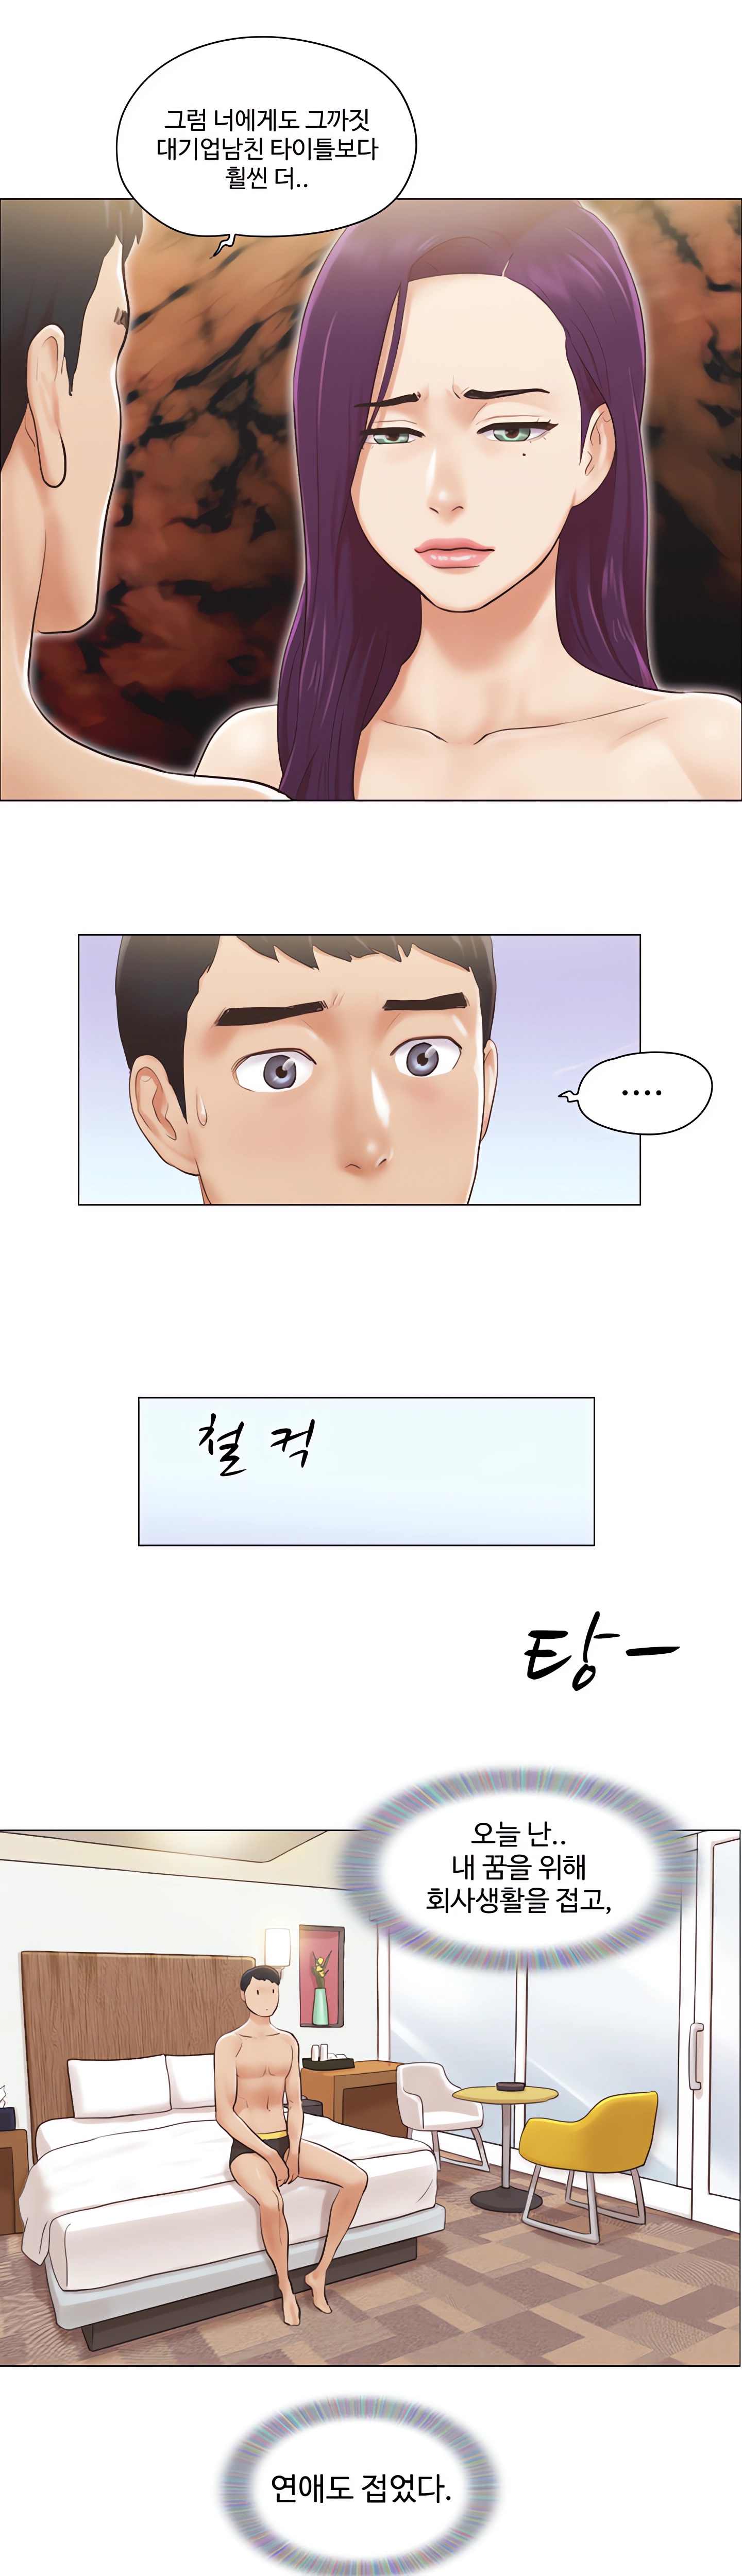 그럼 너에게도 그까짓
대기업남친 타이틀보다
훨씬 더..
....
철컥
탕ー
오늘 난..
내 꿈을 위해
회사생활을 접고,
연애도 접었다.